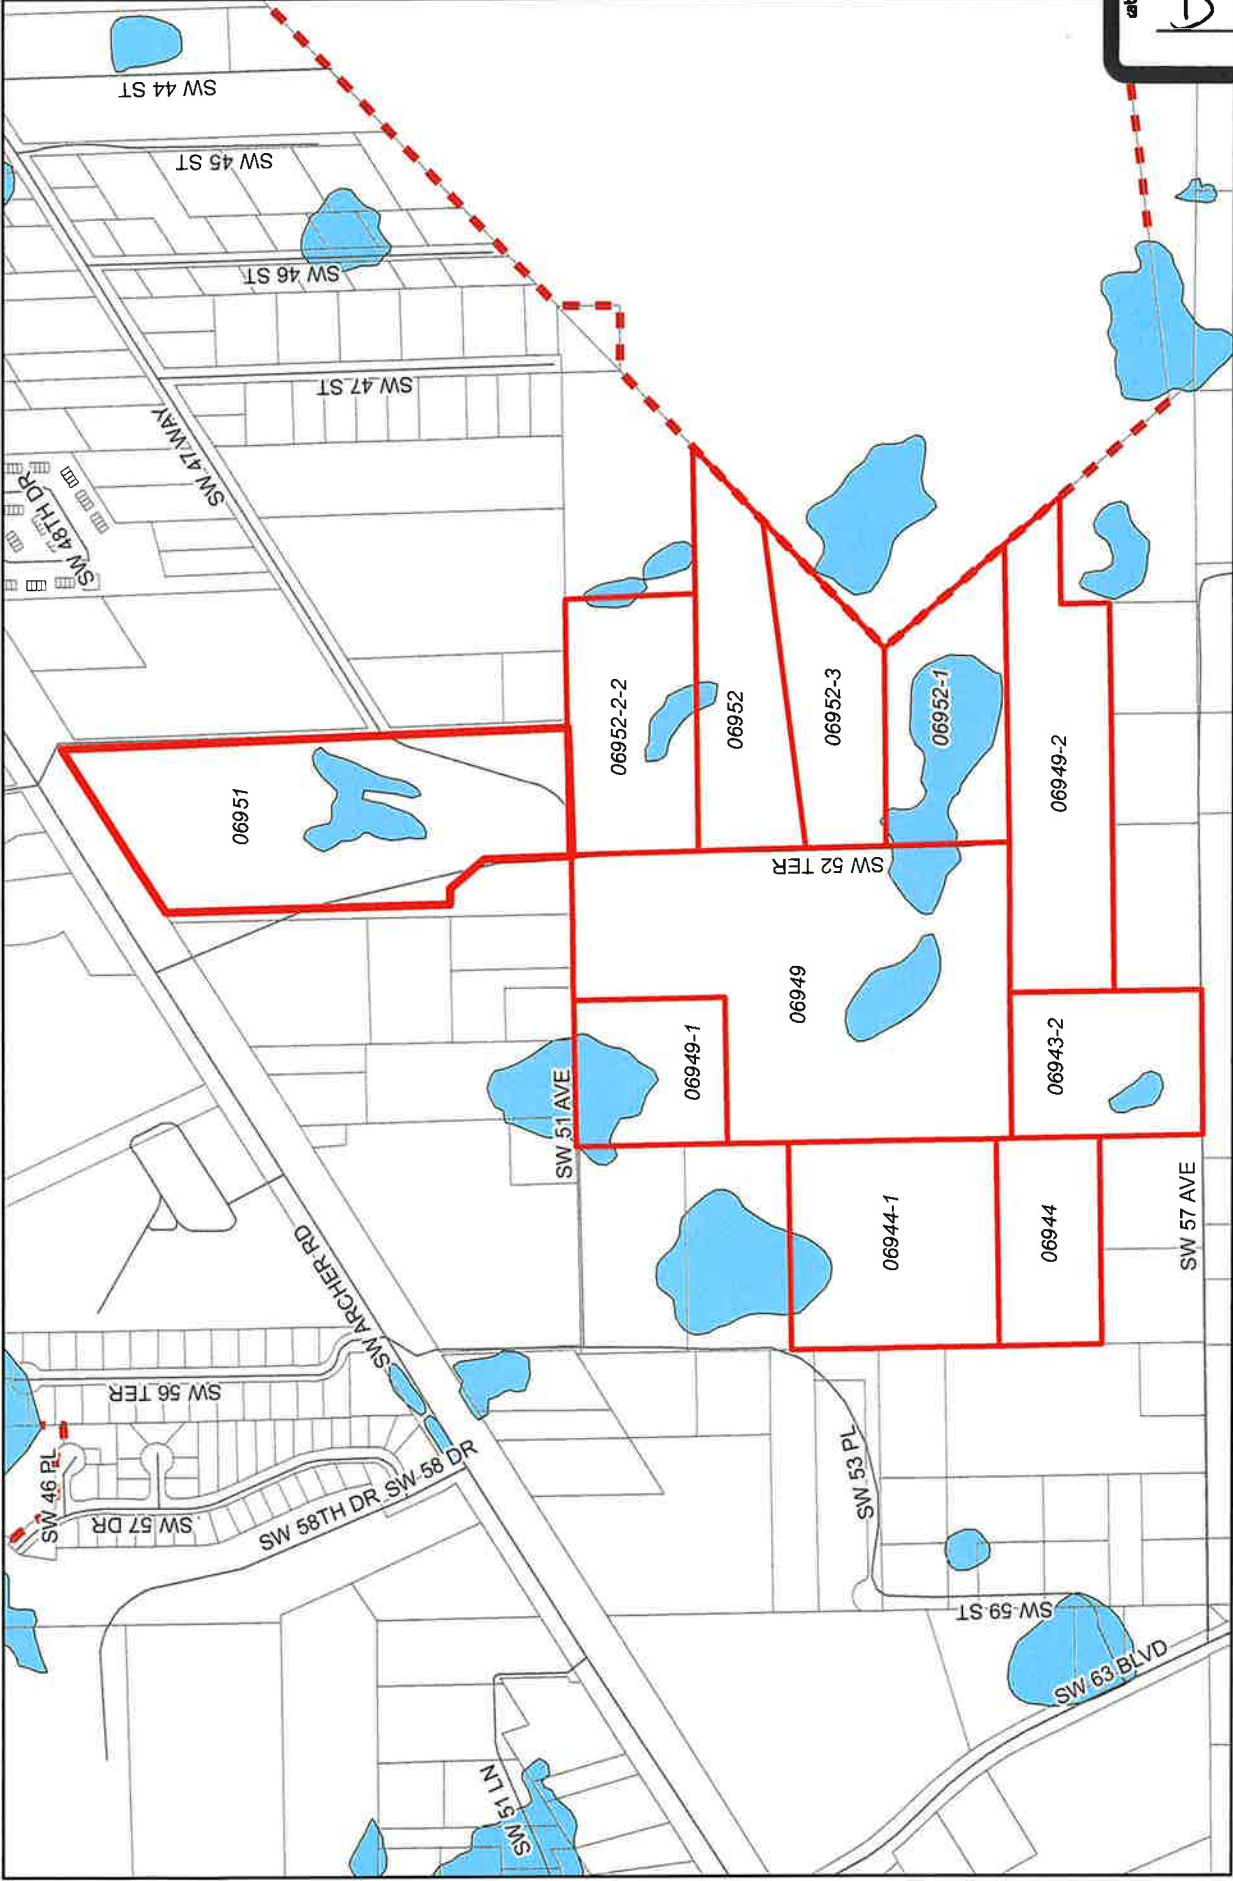 SW 44 ST
SW 45 ST
SW 46 ST
SW 47 ST
SW 47 WAY
SW 48TH DR
06951
06952-2-2
06952
06952-3
06952-1
06949-2
SW 52 TER
06949
06949-1
06943-2
SW 51 AVE
06944-1
06944
SW 57 AVE
SW ARCHER RD
SW 56 TER
SW 46 PL
SW 57 DR
SW 58TH DR
SW 58 DR
SW 53 PL
SW 59 ST
SW 63 BLVD
SW 51 LN